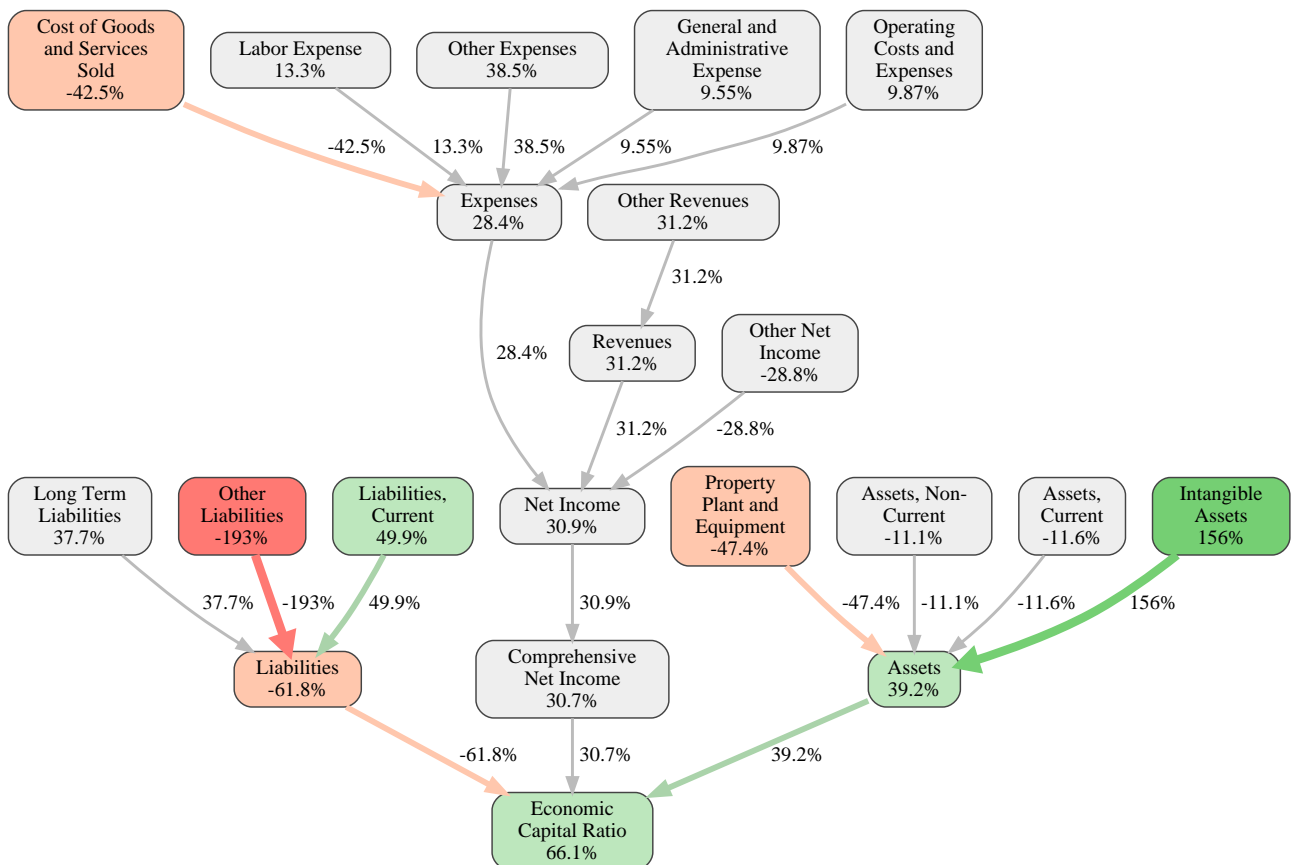 Cost of Goods
and Services
Sold
-42.5%
Labor Expense
13.3%
Other Expenses
38.5%
General and
Administrative
Expense
9.55%
Operating
Costs and
Expenses
9.87%
-42.5%
13.3%
38.5%
9.55%
9.87%
Expenses
28.4%
Other Revenues
31.2%
31.2%
Revenues
31.2%
Other Net
Income
-28.8%
28.4%
31.2%
-28.8%
Long Term
Liabilities
37.7%
Other
Liabilities
-193%
Liabilities,
Current
49.9%
Net Income
30.9%
Property
Plant and
Equipment
-47.4%
Assets, Non-
Current
-11.1%
Assets,
Current
-11.6%
Intangible
Assets
156%
37.7%
-193%
49.9%
30.9%
-47.4%
-11.1%
-11.6%
156%
Liabilities
-61.8%
Comprehensive
Net Income
30.7%
Assets
39.2%
-61.8%
30.7%
39.2%
Economic
Capital Ratio
66.1%